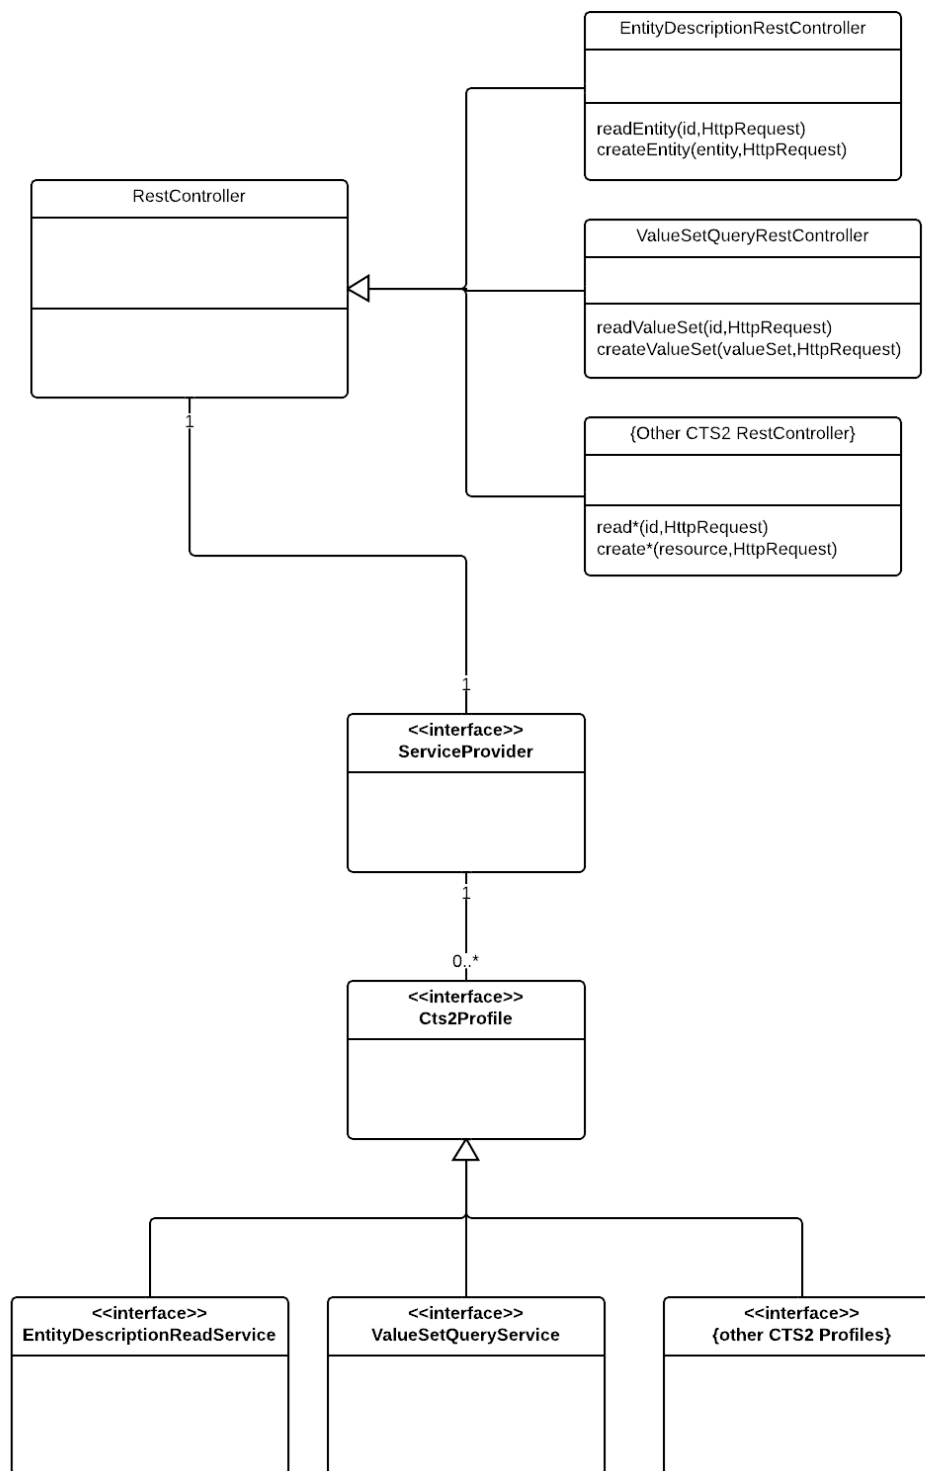 EntityDescriptionRestController
readEntity(id,HttpRequest)
createEntity(entity,HttpRequest)
RestController
ValueSetQueryRestController
readValueSet(id,HttpRequest)
createValueSet(valueSet,HttpRequest)
1
{Other CTS2 RestController}
read*(id,HttpRequest)
create*(resource,HttpRequest)
1
<<interface>>
ServiceProvider
1
0..*
<<interface>>
Cts2Profile
<<interface>>
EntityDescriptionReadService
<<interface>>
ValueSetQueryService
<<interface>>
{other CTS2 Profiles}